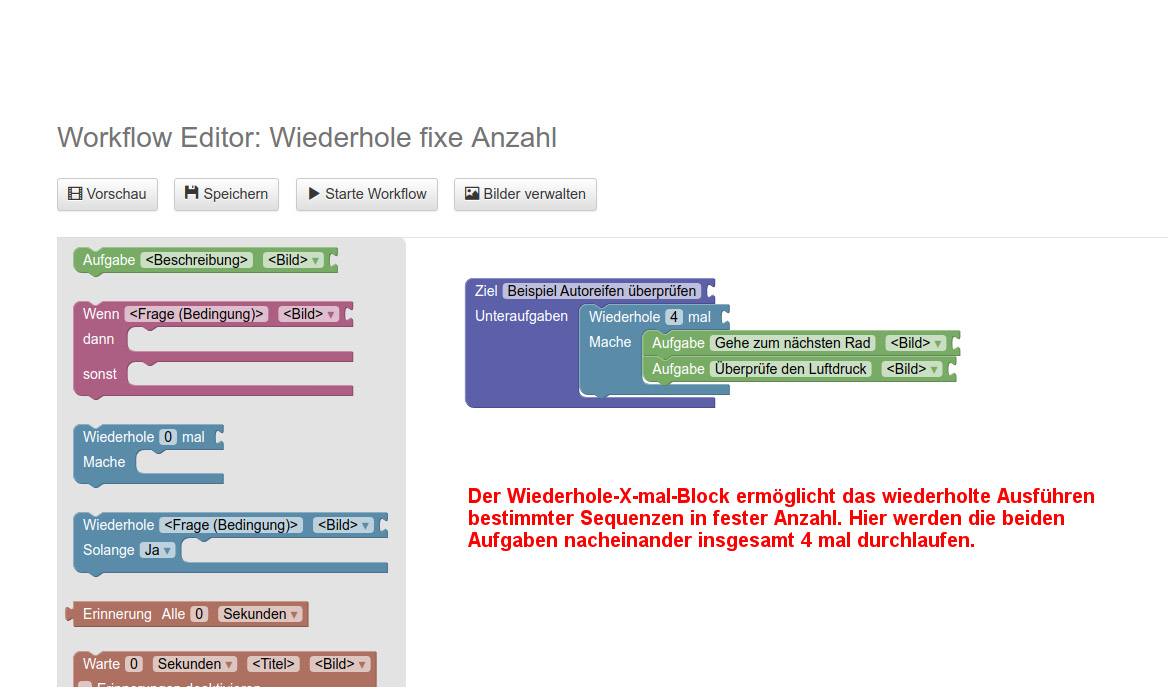 Workflow Editor: Wiederhole fixe Anzahl
Vorschau Speichern Starte Workflow Bilder verwalten
Aufgabe <Beschreibung> <Bild>
Wenn <Frage (Bedingung)> <Bild>
dann
sonst
Wiederhole 0 mal
Mache
Wiederhole <Frage (Bedingung)> <Bild>
Solange Ja
Erinnerung Alle 0 Sekunden
Warte 0 Sekunden <Titel> <Bild>
Erinnerungen deaktivieren
Ziel Beispiel Autoreifen überprüfen
Unteraufgaben Wiederhole 4 mal
Mache Aufgabe Gehe zum nächsten Rad <Bild>
Aufgabe Überprüfe den Luftdruck <Bild>
Der Wiederhole-X-mal-Block ermöglicht das wiederholte Ausführen
bestimmter Sequenzen in fester Anzahl. Hier werden die beiden
Aufgaben nacheinander insgesamt 4 mal durchlaufen.